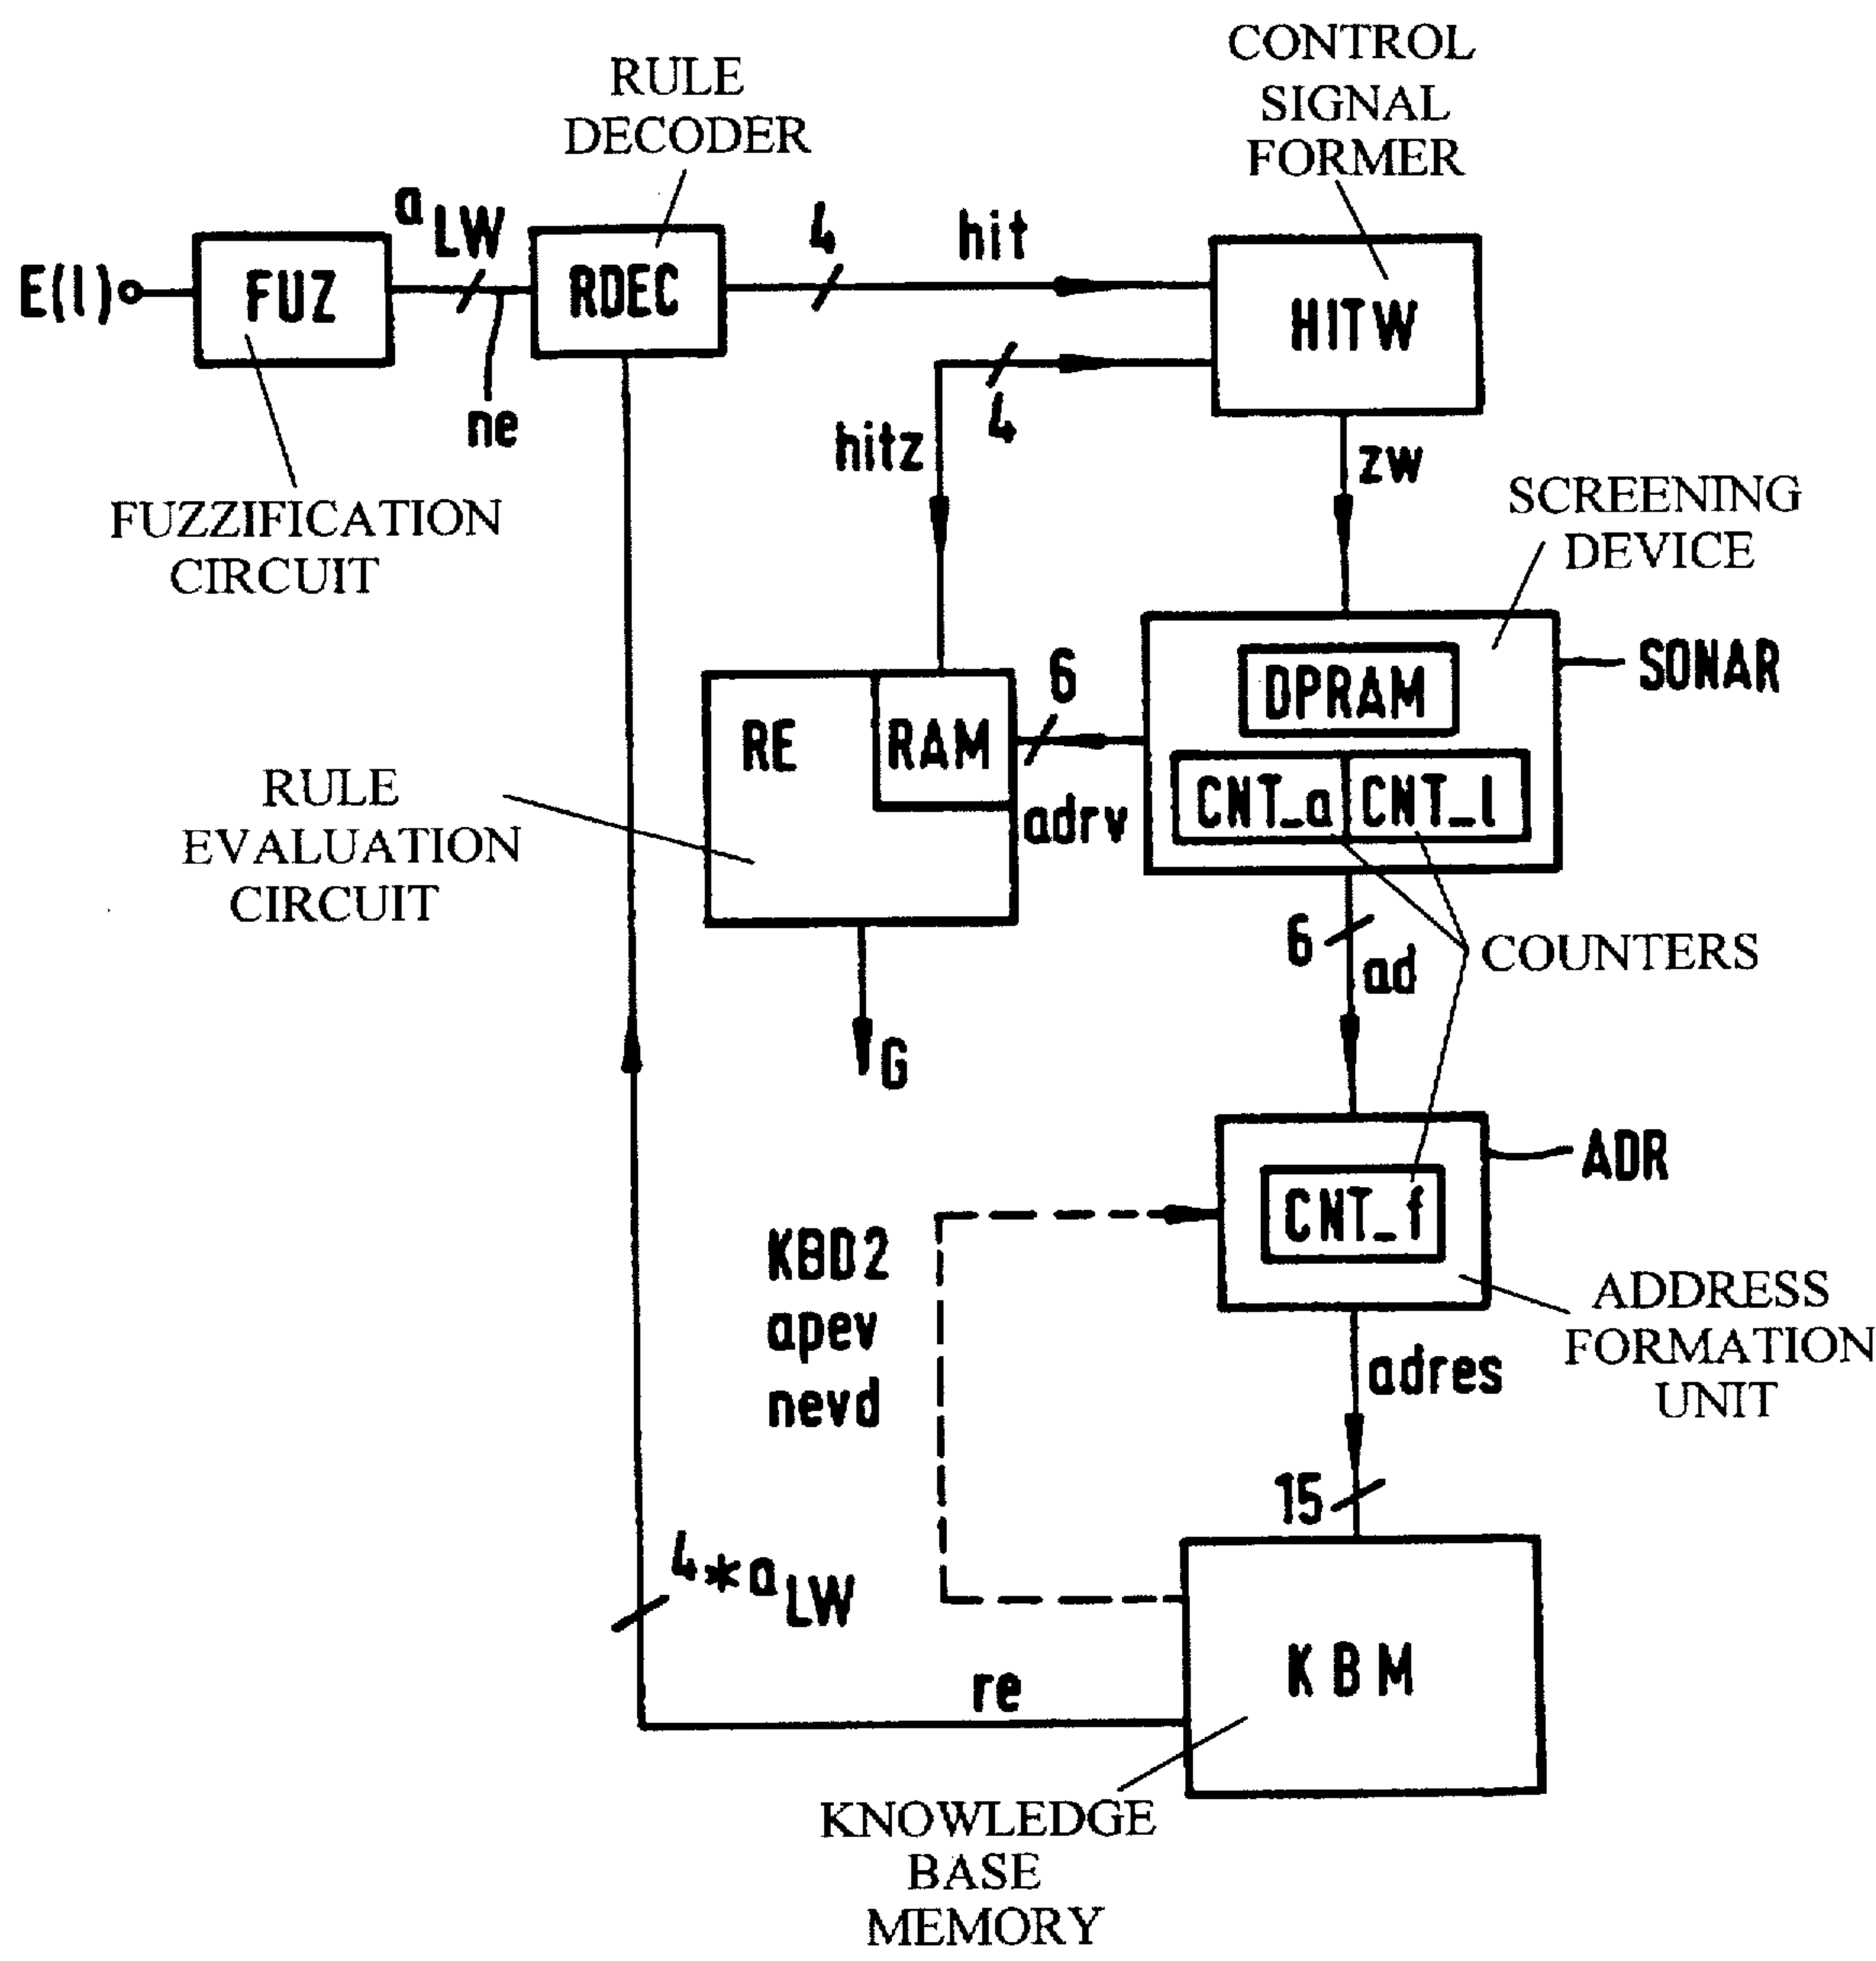 CONTROL
SIGNAL
FORMER
RULE
DECODER
a LW
4
hit
E(l)
FUZ
RDEC
HITW
ne
4
hitz
zw
FUZZIFICATION
CIRCUIT
SCREENING
DEVICE
SONAR
DPRAM
6
RE
RAM
CNT_a
CNT_l
adrv
RULE
EVALUATION
CIRCUIT
6
ad
COUNTERS
G
ADR
CNT_f
KBD2
apev
nevd
ADDRESS
FORMATION
UNIT
adres
15
4*a LW
KBM
re
KNOWLEDGE
BASE
MEMORY